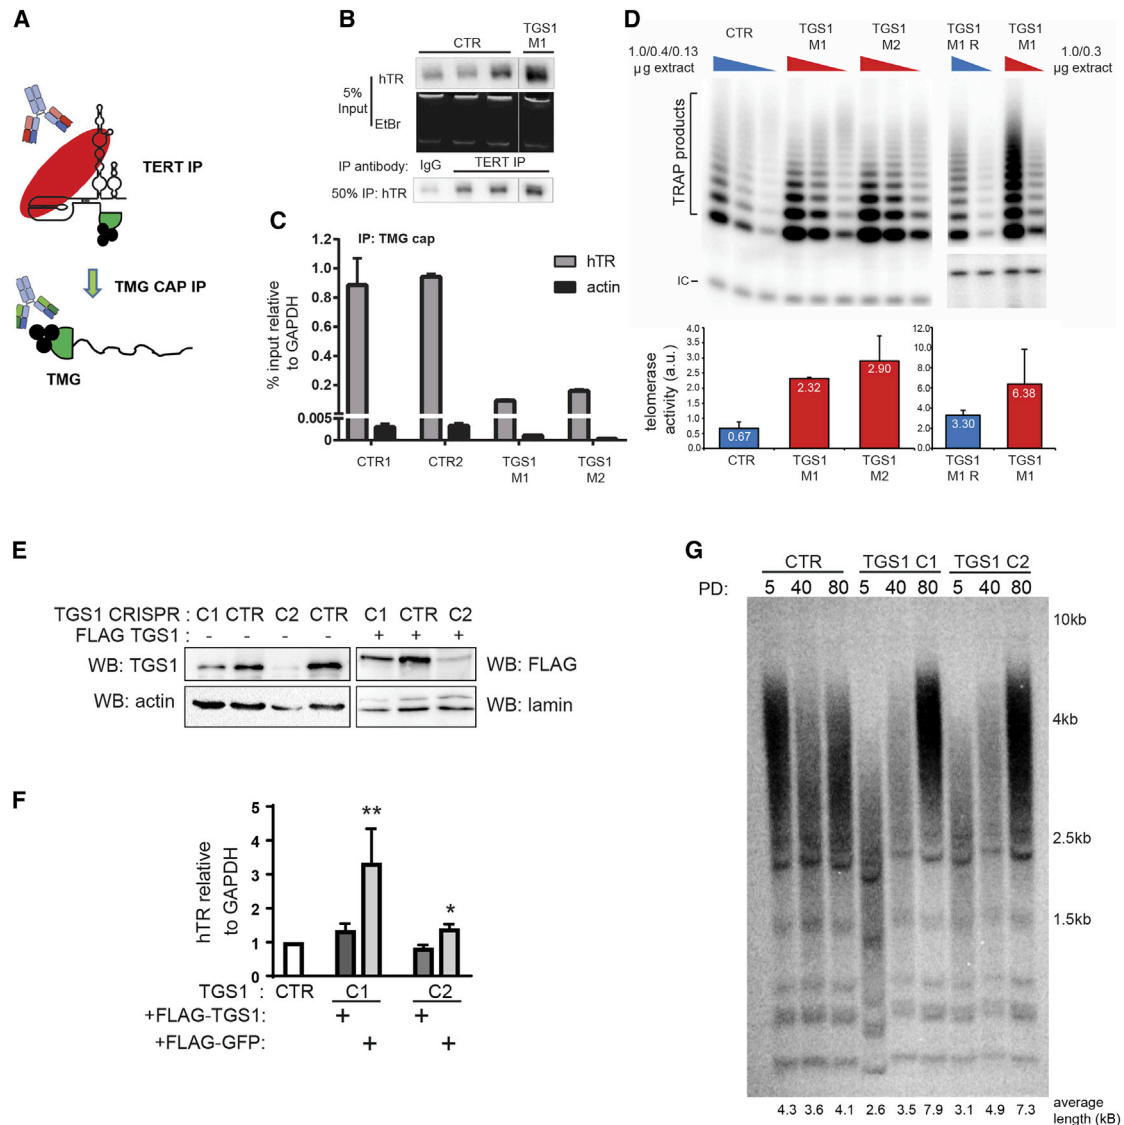 A
TERT IP
TMG CAP IP
TMG
B
CTR
TGS1
M1
hTR
5%
Input
EtBr
IP antibody:
IgG
TERT IP
50% IP: hTR
C
IP: TMG cap
hTR
actin
% input relative
to GAPDH
1.2
1.0
0.8
0.6
0.4
0.2
0.005
0
CTR1
CTR2
TGS1
M1
TGS1
M2
D
CTR
TGS1
M1
TGS1
M2
TGS1
M1 R
TGS1
M1
1.0/0.4/0.13
µg extract
1.0/0.3
µg extract
TRAP products
IC
telomerase
activity (a.u.)
4.0
3.5
3.0
2.5
2.0
1.5
1.0
0.5
0.0
0.67
2.32
2.90
CTR
TGS1
M1
TGS1
M2
12.0
10.0
8.0
6.0
4.0
2.0
0.0
3.30
6.38
TGS1
M1 R
TGS1
M1
E
TGS1 CRISPR : C1 CTR C2 CTR C1 CTR C2
FLAG TGS1 : - - - - + + +
WB: TGS1
WB: FLAG
WB: actin
WB: lamin
F
hTR relative
to GAPDH
5
4
3
2
1
0
**
*
TGS1 : CTR C1 C2
+FLAG-TGS1: + +
+FLAG-GFP: + +
G
CTR TGS1 C1 TGS1 C2
PD: 5 40 80 5 40 80 5 40 80
10kb
4kb
2.5kb
1.5kb
4.3 3.6 4.1 2.6 3.5 7.9 3.1 4.9 7.3
average
length (kB)